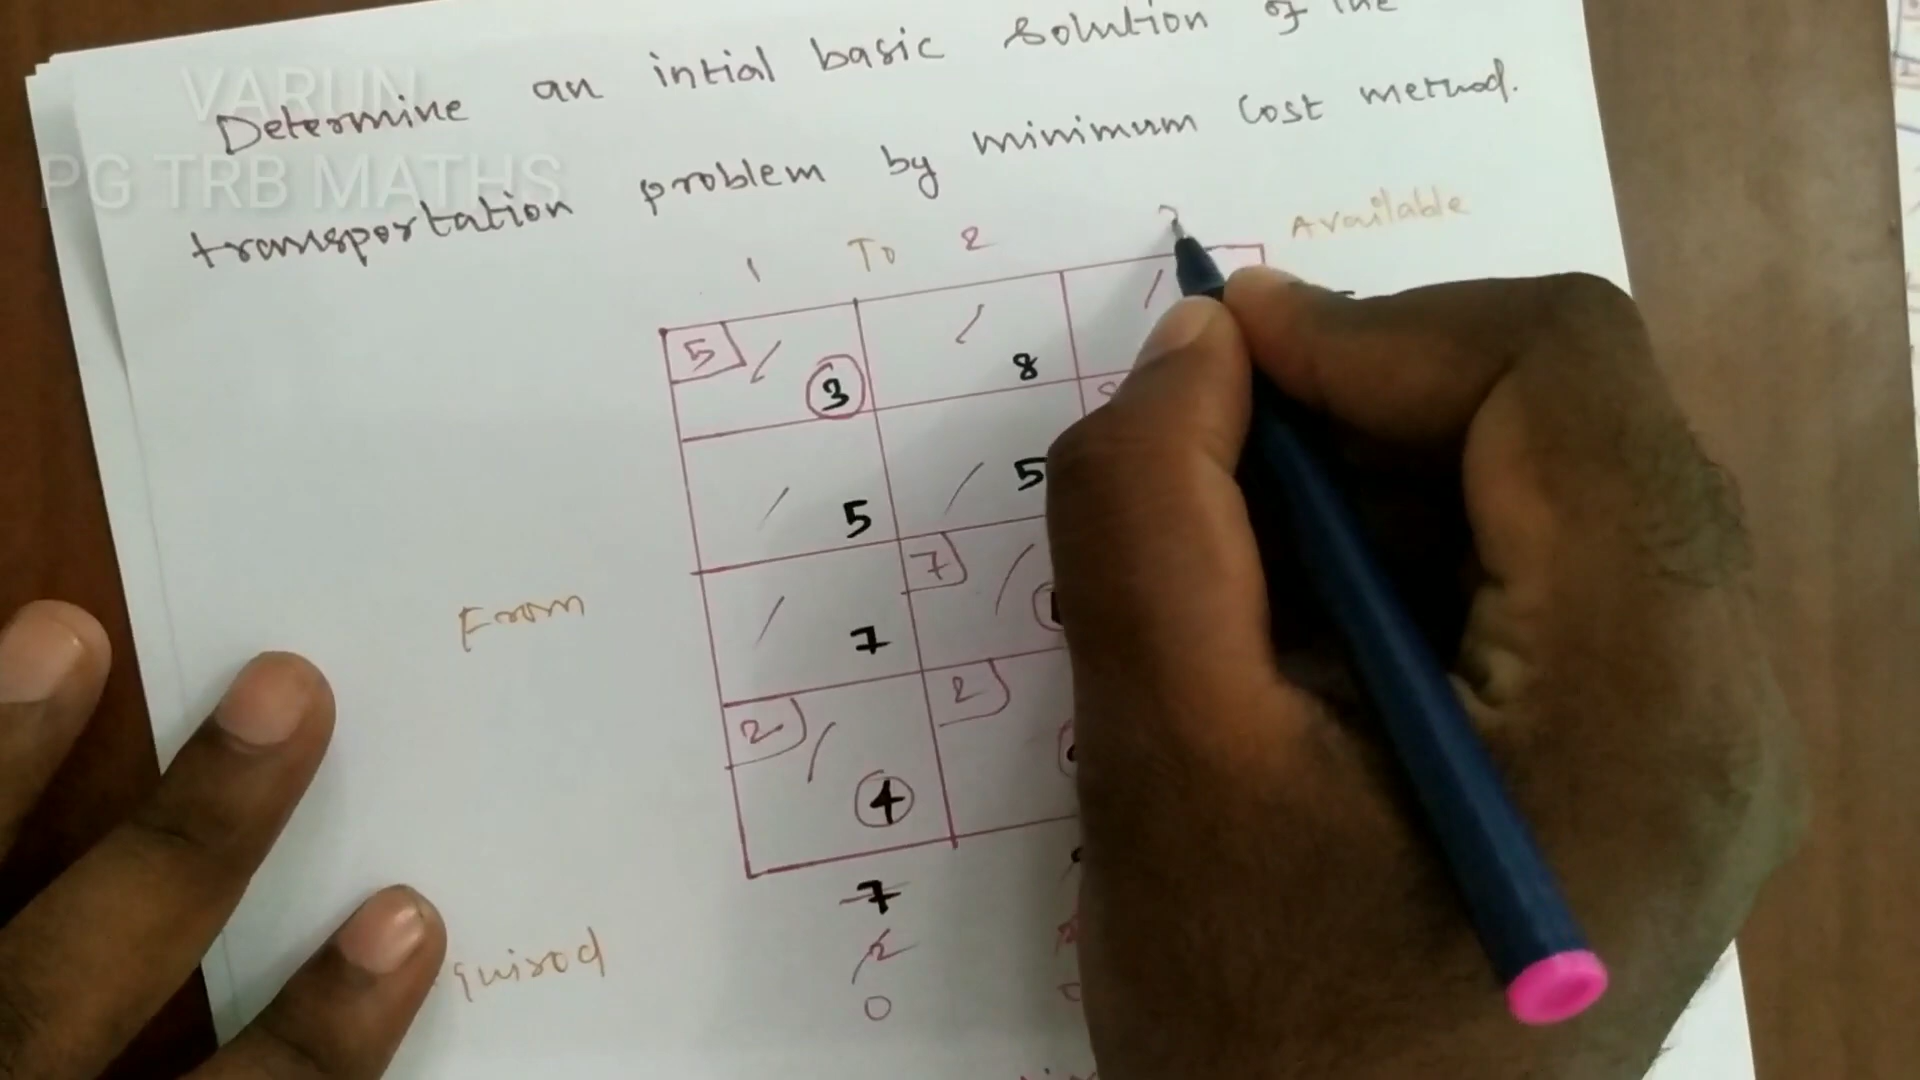 VARUN
PG TRB MATHS
Determine an intial basic solution of the
transportation problem by minimum cost method.
1 To 2 Available
5 3 8
5 5
From 7 7
2 4 2
7
2
0